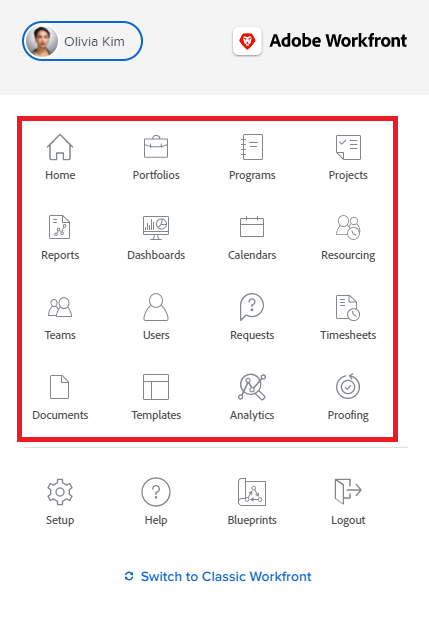 Olivia Kim
Adobe Workfront
Home Portfolios Programs Projects
Reports Dashboards Calendars Resourcing
Teams Users Requests Timesheets
Documents Templates Analytics Proofing
Setup Help Blueprints Logout
Switch to Classic Workfront